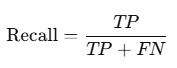 Recall = TP / TP + FN